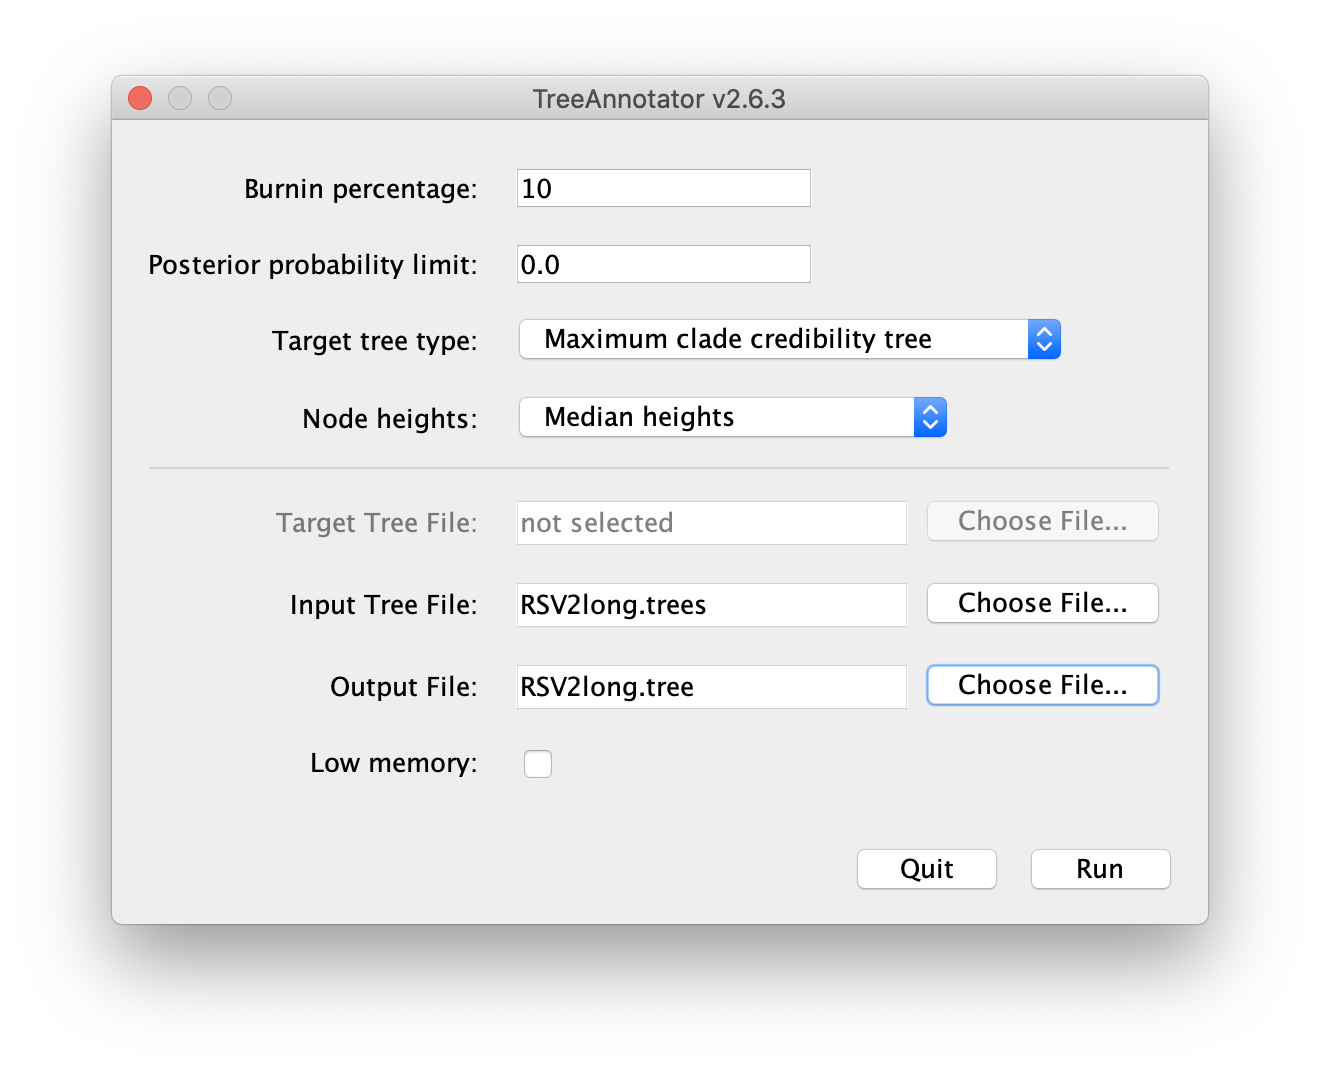 TreeAnnotator v2.6.3
Burnin percentage: 10
Posterior probability limit: 0.0
Target tree type: Maximum clade credibility tree
Node heights: Median heights
Target Tree File: not selected Choose File...
Input Tree File: RSV2long.trees Choose File...
Output File: RSV2long.tree Choose File...
Low memory:
Quit Run